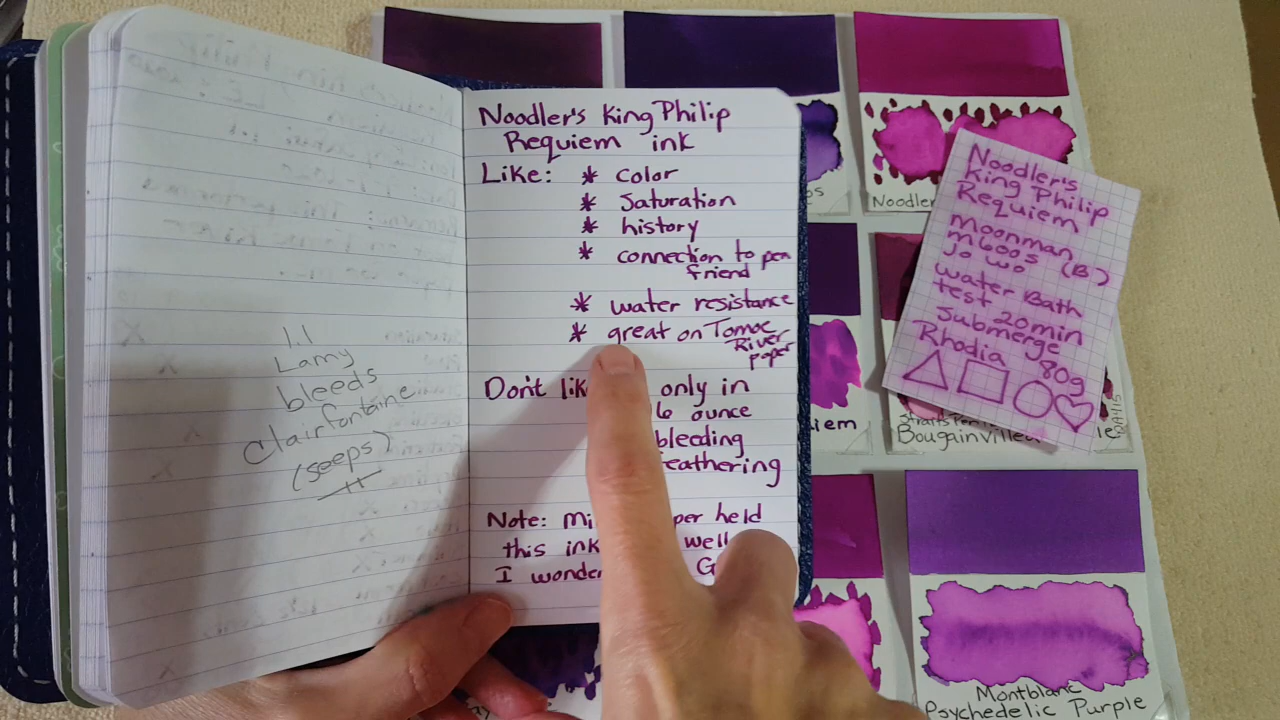 1.1
Lamy
bleeds
Clairfontaine
(seeps)
Noodler's King Philip
Requiem ink
Like: * color
* Saturation
* history
* connection to pen
friend
* water resistance
* great on Tomoe
River
paper
Don't like only in
6 ounce
bleeding
feathering
Note: Mi per held
this ink well
I wonder G
Noodler
Noodler's
King Philip
Requiem
Moonman
M600s (B)
Jo Wo
Water Bath
test 20min
Submerge
Rhodia 80g
iem
Bougainvillea
Montblanc
Psychedelic Purple